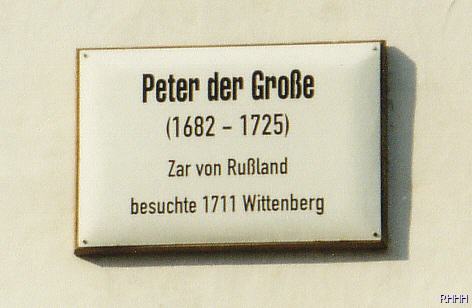 Peter der Große
(1682 – 1725)
Zar von Rußland
besuchte 1711 Wittenberg
RHHH